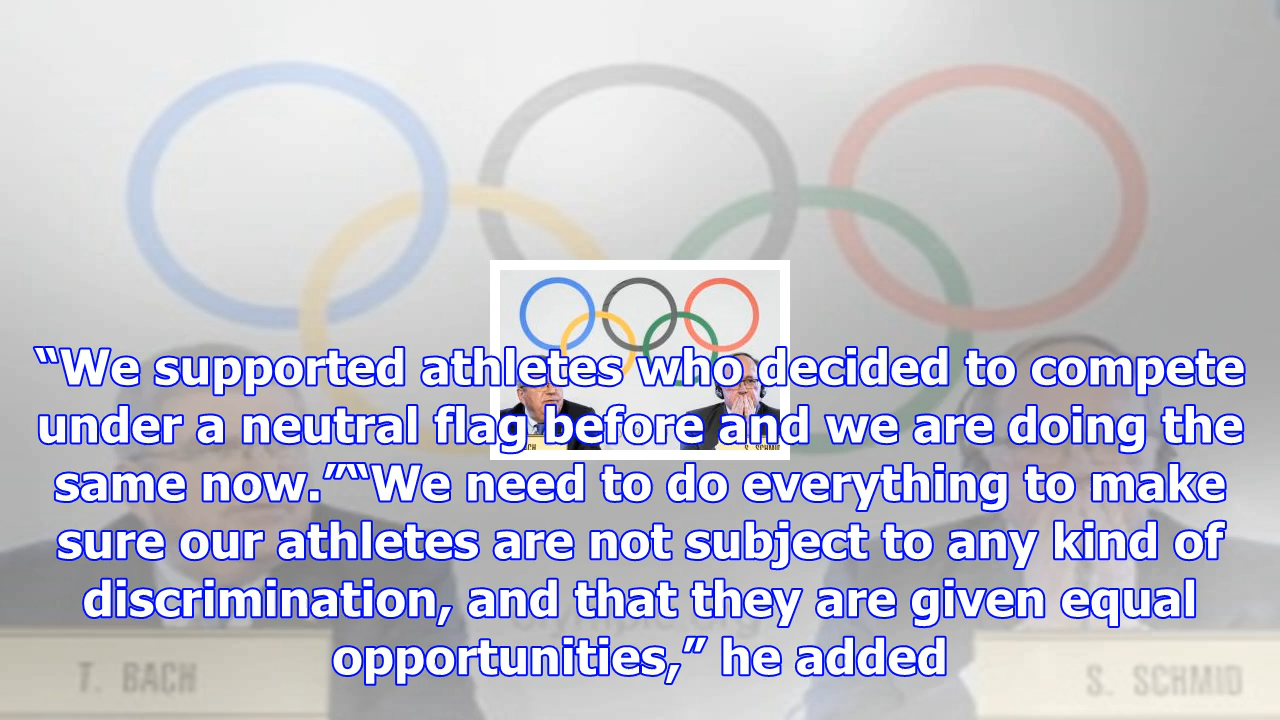 “We supported athletes who decided to compete
under a neutral flag before and we are doing the
same now.”“‘We need to do everything to make
sure our athletes are not subject to any kind of
discrimination, and that they are given equal
opportunities,” he added
T. BACH
S. SCHMID